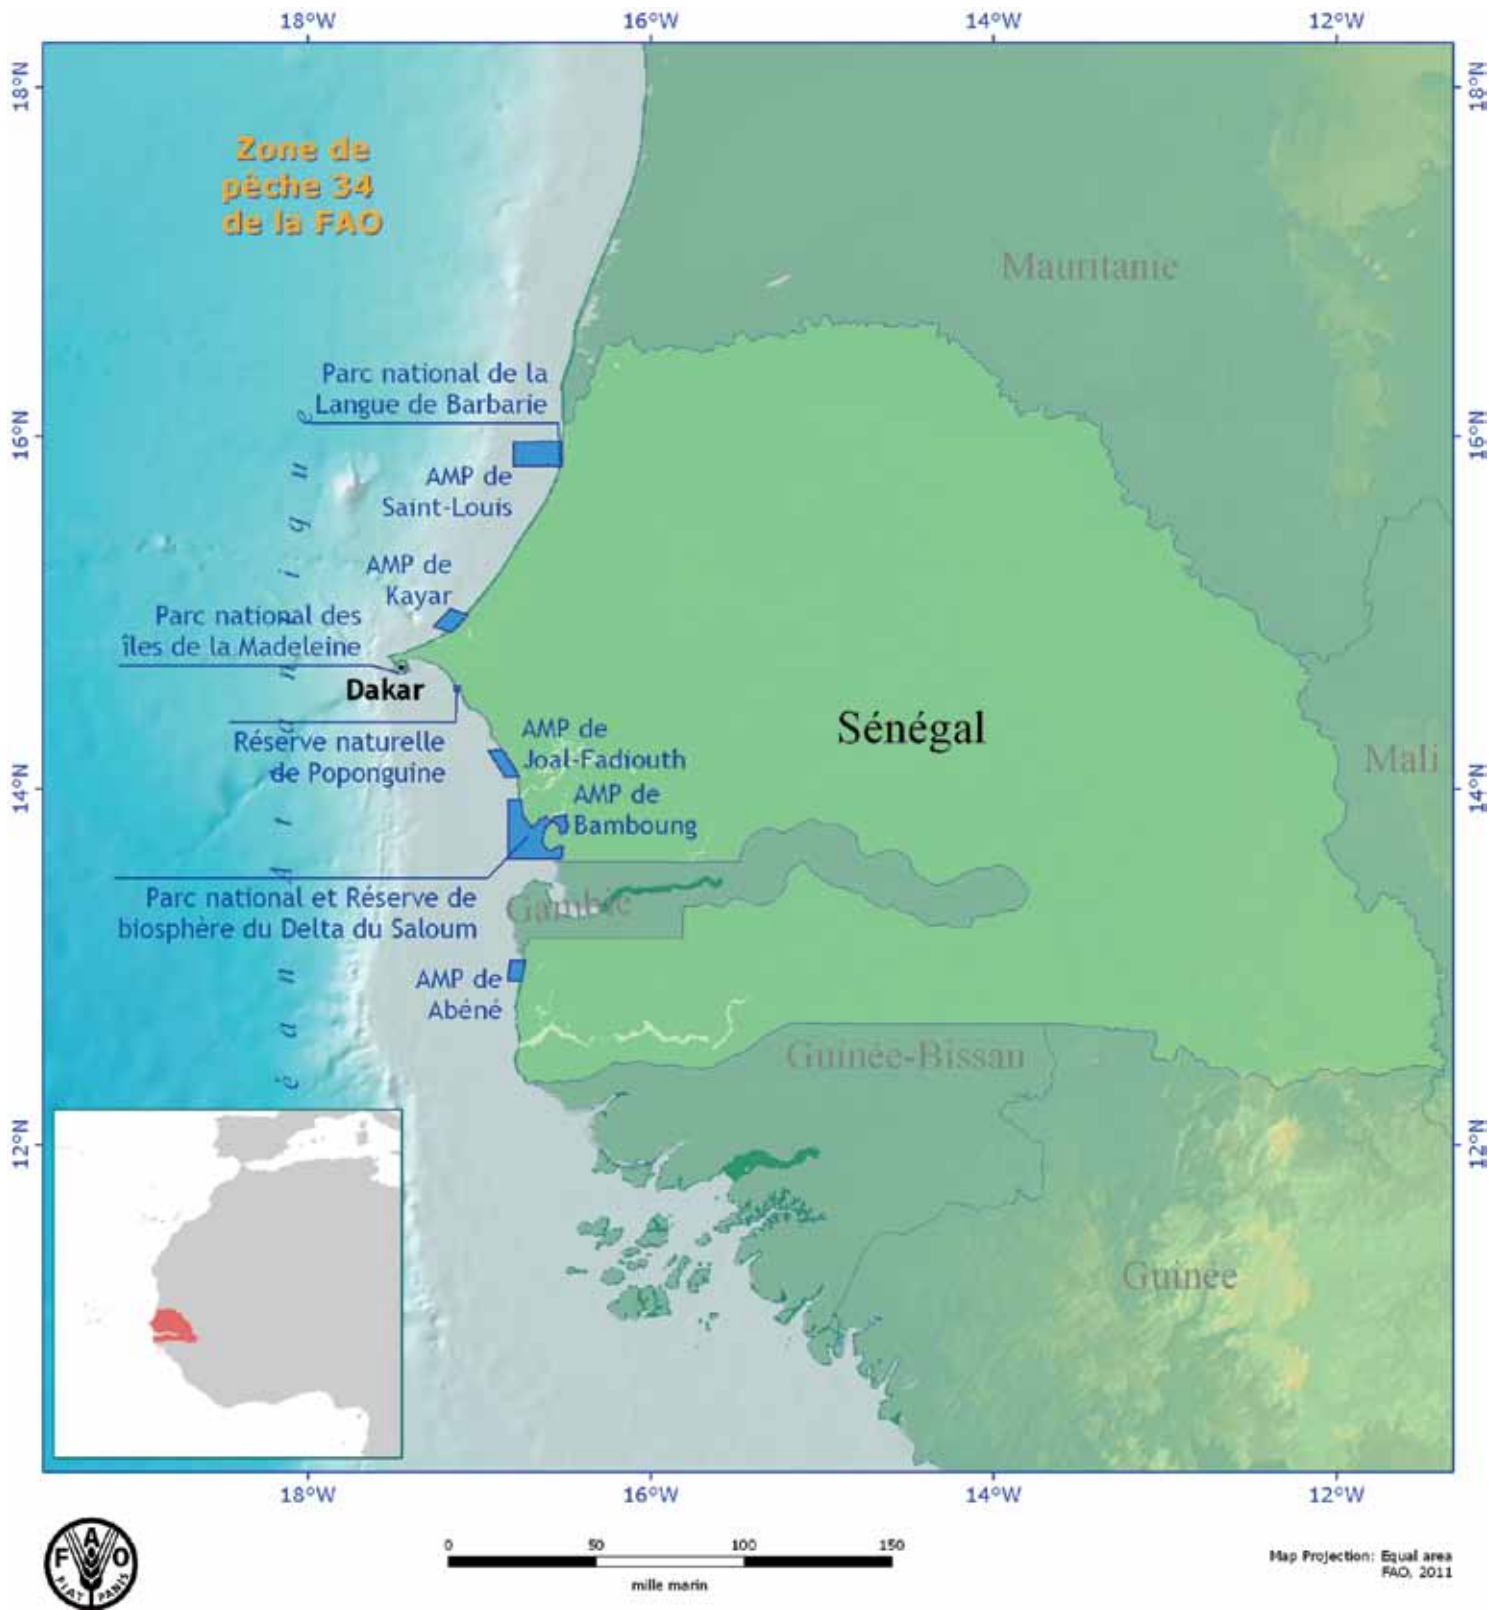 18°W 16°W 14°W 12°W
18°N 18°N
Zone de
pèche 34
de la FAO
Mauritanie
Parc national de la
Langue de Barbarie
16°N 16°N
AMP de
Saint-Louis
AMP de
Kayar
Parc national des
îles de la Madeleine
Dakar
Réserve naturelle
de Poponguine
AMP de
Joal-Fadiouth
Sénégal
Mali
14°N 14°N
AMP de
Bamboung
Parc national et Réserve de
biosphère du Delta du Saloum
Gambie
AMP de
Abéné
Guinée-Bissau
é a n A t a n i q u e
12°N 12°N
Guinée
18°W 16°W 14°W 12°W
FAO
FIAT PANIS
0 50 100 150
mille marin
Map Projection: Equal area
FAO, 2011